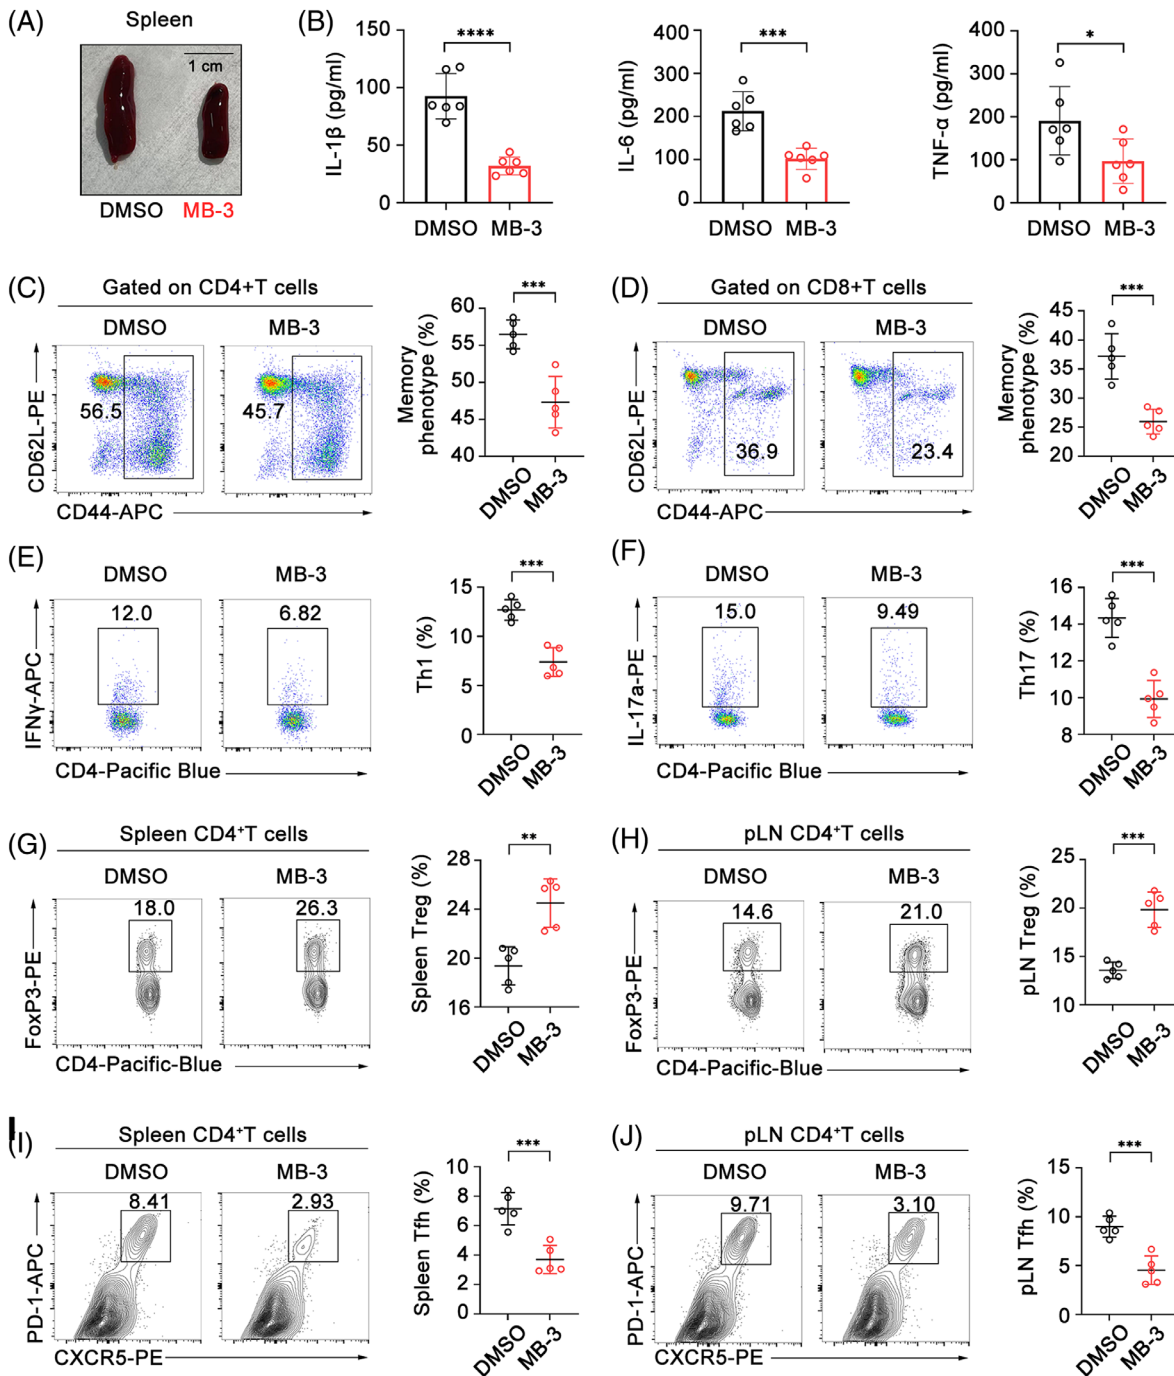 (A)
Spleen
1 cm
DMSO MB-3
(B)
IL-1β (pg/ml)
150
100
50
0
****
DMSO MB-3
IL-6 (pg/ml)
400
300
200
100
0
***
DMSO MB-3
TNF-α (pg/ml)
400
300
200
100
0
*
DMSO MB-3
(C)
Gated on CD4+T cells
DMSO MB-3
56.5
45.7
CD62L-PE
CD44-APC
Memory
phenotype (%)
60
55
50
45
40
***
DMSO
MB-3
(D)
Gated on CD8+T cells
DMSO MB-3
36.9
23.4
CD62L-PE
CD44-APC
Memory
phenotype (%)
45
40
35
30
25
20
***
DMSO
MB-3
(E)
DMSO MB-3
12.0
6.82
IFNγ-APC
CD4-Pacific Blue
Th1 (%)
15
10
5
0
***
DMSO
MB-3
(F)
DMSO MB-3
15.0
9.49
IL-17a-PE
CD4-Pacific Blue
Th17 (%)
16
14
12
10
8
***
DMSO
MB-3
(G)
Spleen CD4+T cells
DMSO MB-3
18.0
26.3
FoxP3-PE
CD4-Pacific-Blue
Spleen Treg (%)
28
24
20
16
**
DMSO
MB-3
(H)
pLN CD4+T cells
DMSO MB-3
14.6
21.0
FoxP3-PE
CD4-Pacific-Blue
pLN Treg (%)
25
20
15
10
***
DMSO
MB-3
I
(I)
Spleen CD4+T cells
DMSO MB-3
8.41
2.93
PD-1-APC
CXCR5-PE
Spleen Tfh (%)
10
8
6
4
2
0
***
DMSO
MB-3
(J)
pLN CD4+T cells
DMSO MB-3
9.71
3.10
PD-1-APC
CXCR5-PE
pLN Tfh (%)
15
10
5
0
***
DMSO
MB-3